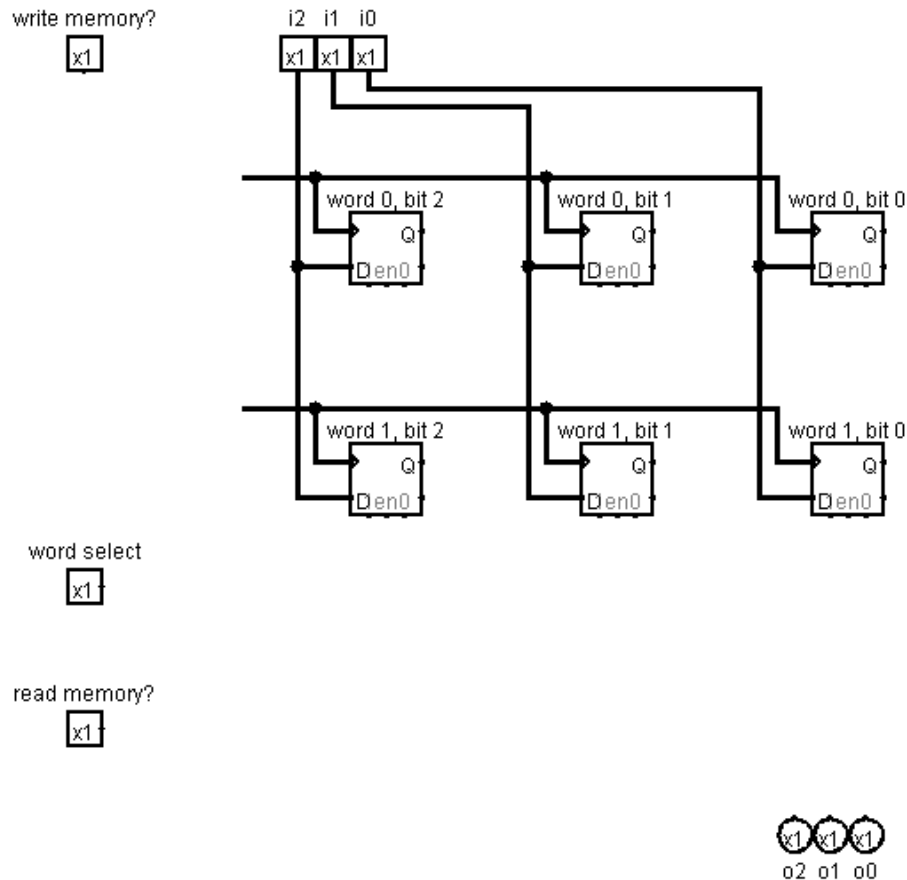 write memory? i2 i1 i0
x1 x1 x1 x1
word 0, bit 2 word 0, bit 1 word 0, bit 0
Q Q Q
D en0 D en0 D en0
word 1, bit 2 word 1, bit 1 word 1, bit 0
Q Q Q
D en0 D en0 D en0
word select
x1
read memory?
x1
x1 x1 x1
o2 o1 o0